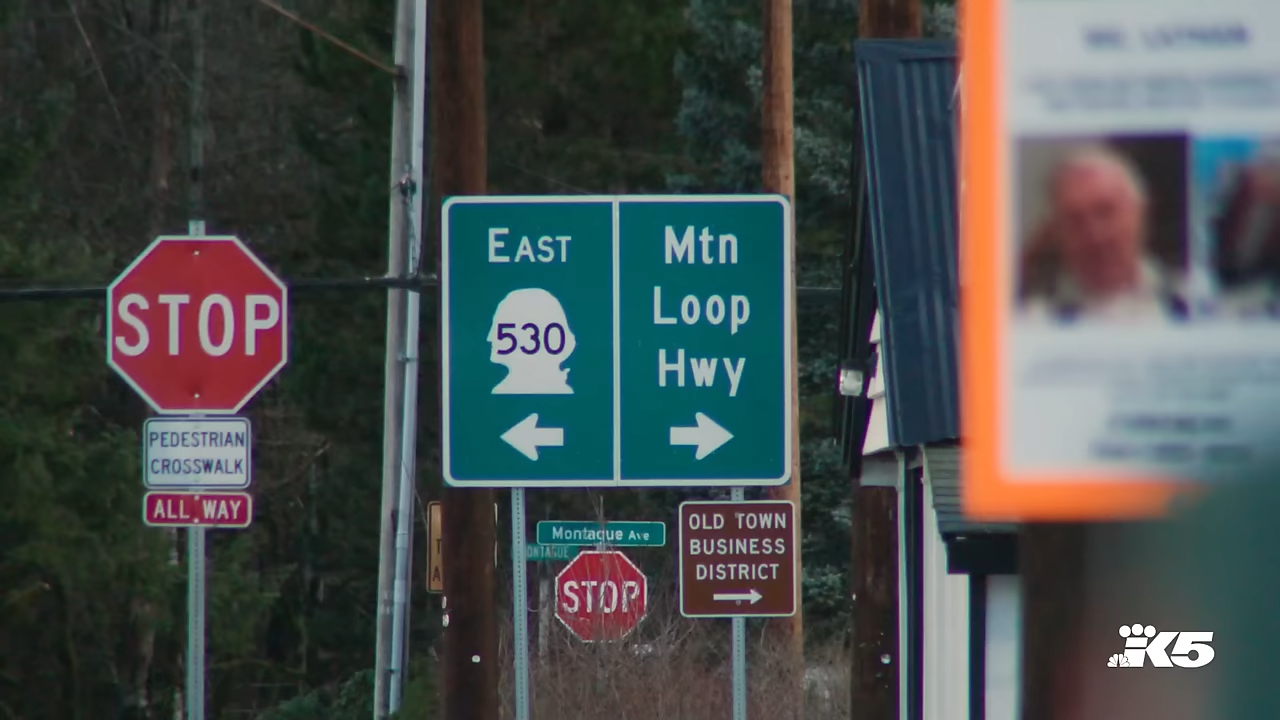 STOP
PEDESTRIAN
CROSSWALK
ALL WAY
EAST
530
Mtn
Loop
Hwy
Montague Ave
STOP
OLD TOWN
BUSINESS
DISTRICT
K5